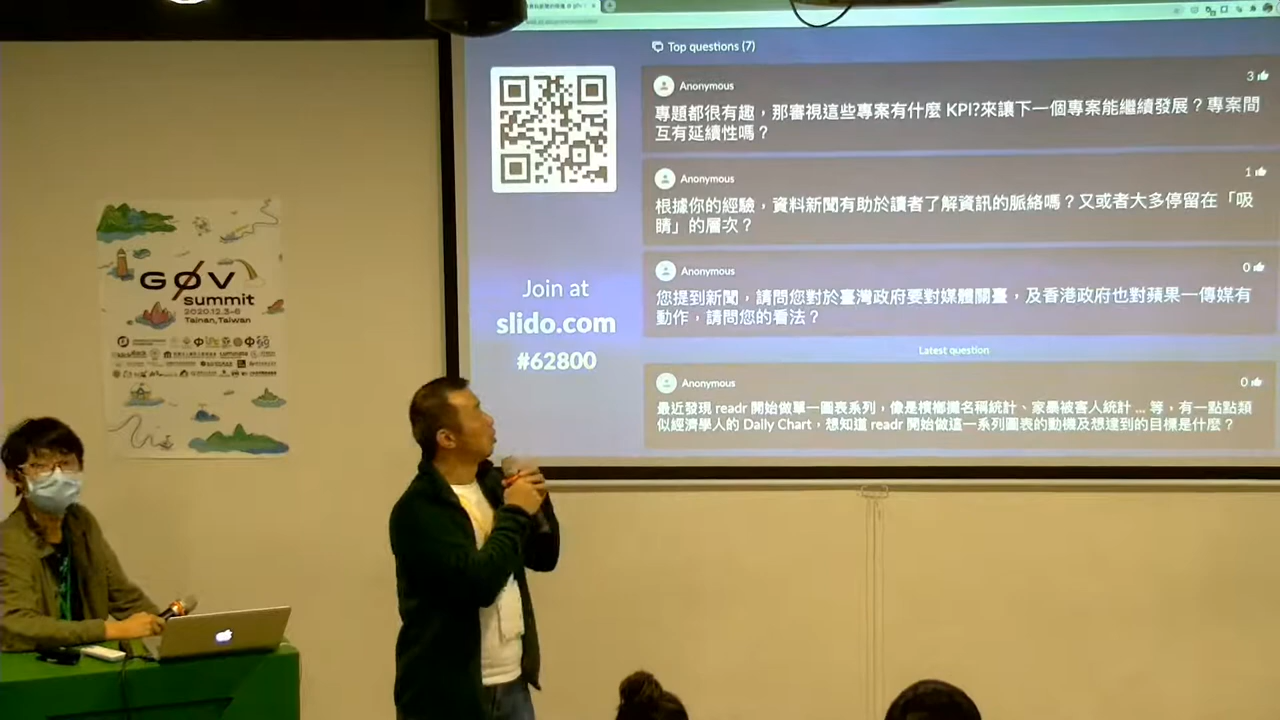 Top questions (7)
Anonymous
3
專題都很有趣，那審視這些專案有什麼 KPI?來讓下一個專案能繼續發展？專案間
互有延續性嗎？
Anonymous
1
根據你的經驗，資料新聞有助於讀者了解資訊的脈絡嗎？又或者大多停留在「吸
睛」的層次？
Anonymous
0
您提到新聞，請問您對於臺灣政府要對媒體關臺，及香港政府也對蘋果一傳媒有
動作，請問您的看法？
Latest question
Anonymous
0
最近發現 readr 開始做單一圖表系列，像是檳榔攤名稱統計、家暴被害人統計 ... 等，有一點點類
似經濟學人的 Daily Chart，想知道 readr 開始做這一系列圖表的動機及想達到的目標是什麼？
Join at
slido.com
#62800
GØV
summit
2020.12.3-6
Tainan, Taiwan